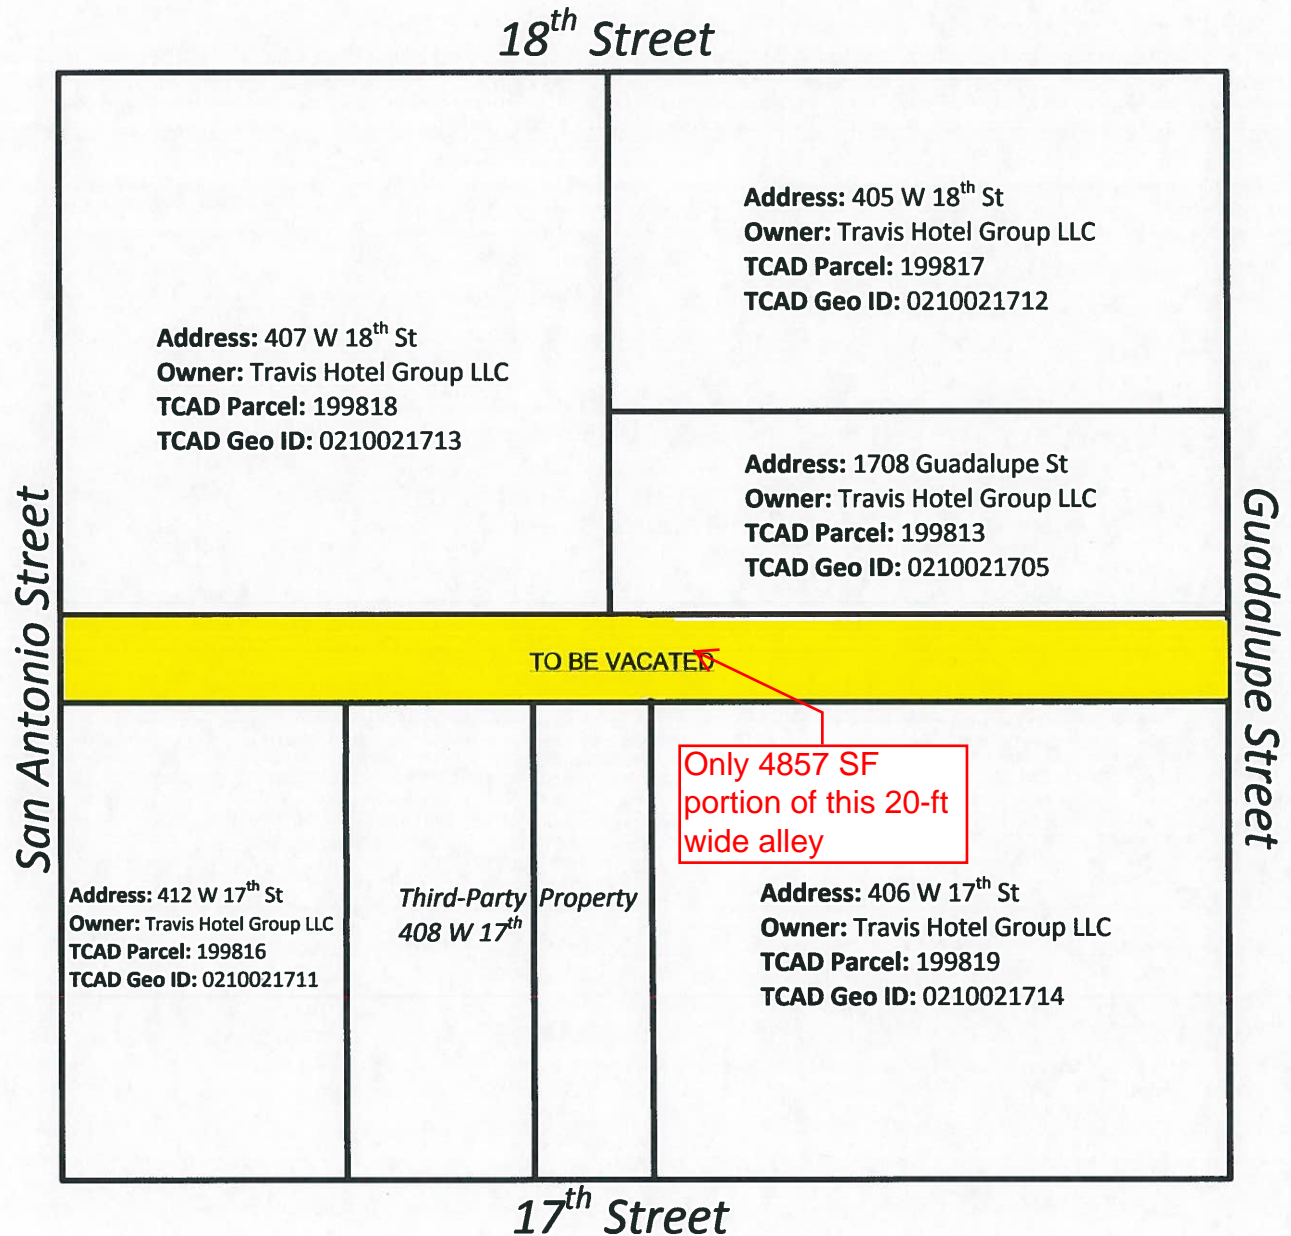 18th Street
Address: 405 W 18th St
Owner: Travis Hotel Group LLC
TCAD Parcel: 199817
TCAD Geo ID: 0210021712
Address: 407 W 18th St
Owner: Travis Hotel Group LLC
TCAD Parcel: 199818
TCAD Geo ID: 0210021713
Address: 1708 Guadalupe St
Owner: Travis Hotel Group LLC
TCAD Parcel: 199813
TCAD Geo ID: 0210021705
San Antonio Street
Guadalupe Street
TO BE VACATED
Only 4857 SF
portion of this 20-ft
wide alley
Address: 412 W 17th St
Owner: Travis Hotel Group LLC
TCAD Parcel: 199816
TCAD Geo ID: 0210021711
Third-Party Property
408 W 17th
Address: 406 W 17th St
Owner: Travis Hotel Group LLC
TCAD Parcel: 199819
TCAD Geo ID: 0210021714
17th Street